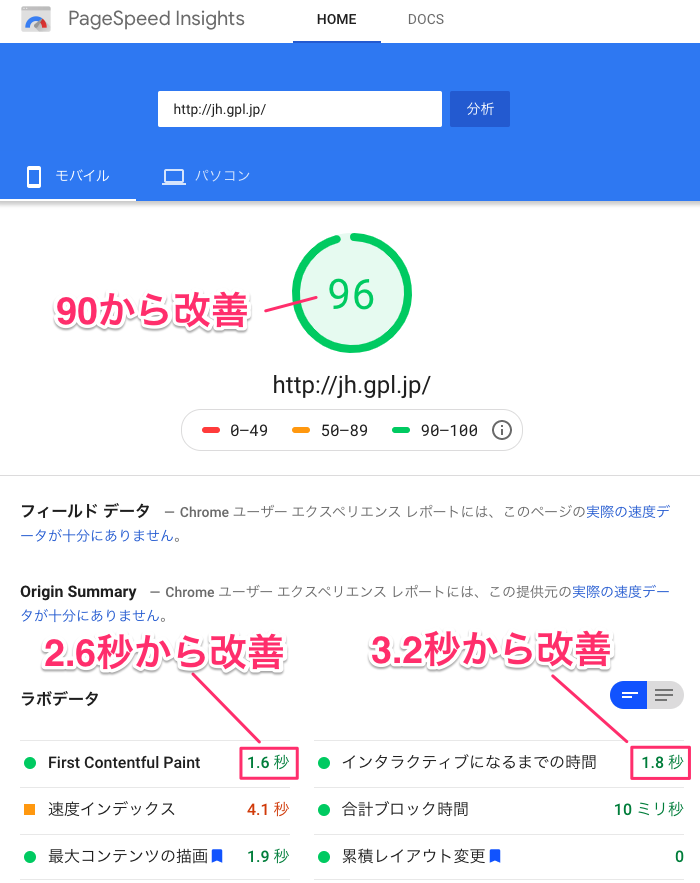 PageSpeed Insights
HOME
DOCS
http://jh.gpl.jp/
分析
モバイル
パソコン
90から改善
96
http://jh.gpl.jp/
0–49
50–89
90–100
フィールド データ — Chrome ユーザー エクスペリエンス レポートには、このページの実際の速度デ
ータが十分にありません。
Origin Summary — Chrome ユーザー エクスペリエンス レポートには、この提供元の実際の速度デー
タが十分にありません。
2.6秒から改善
3.2秒から改善
ラボデータ
First Contentful Paint 1.6 秒
インタラクティブになるまでの時間 1.8 秒
速度インデックス 4.1 秒
合計ブロック時間 10 ミリ秒
最大コンテンツの描画 1.9 秒
累積レイアウト変更 0